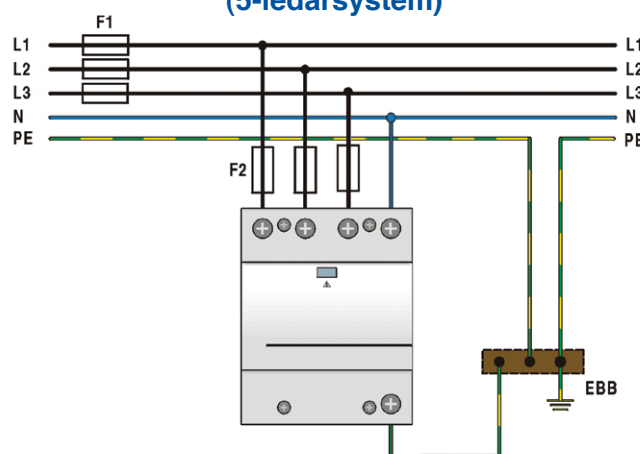 (5-ledarsystem)
F1
L1 L1
L2 L2
L3 L3
N N
PE PE
F2
EBB